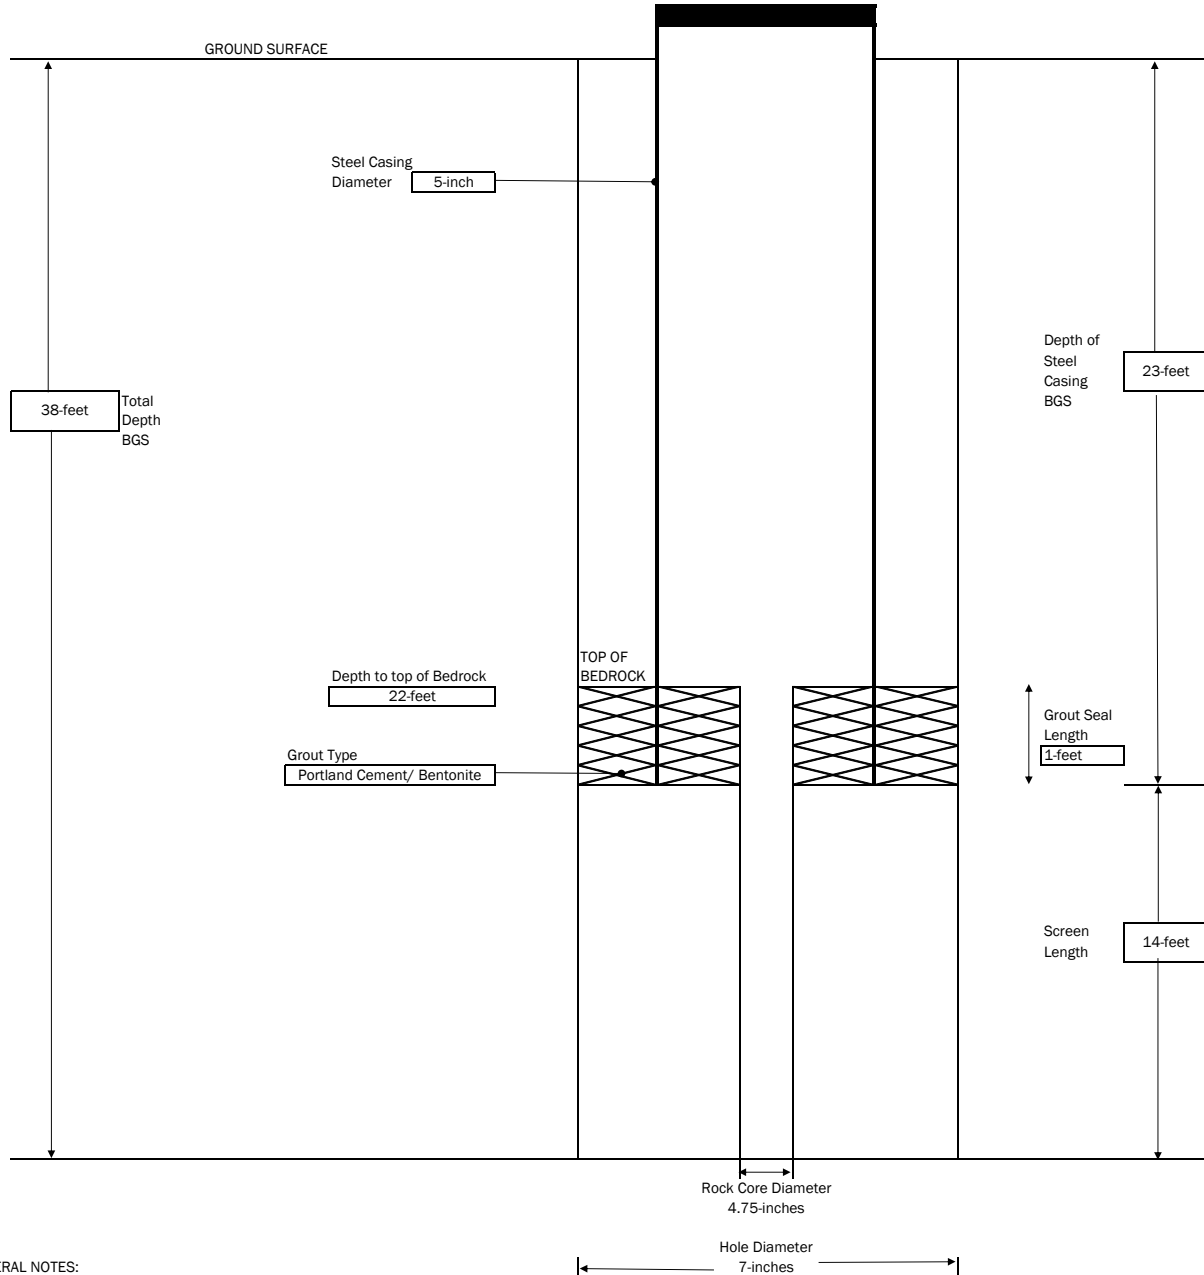 GROUND SURFACE
Steel Casing
Diameter
5-inch
Depth of
Steel
Casing
BGS
23-feet
38-feet
Total
Depth
BGS
TOP OF
BEDROCK
Depth to top of Bedrock
22-feet
Grout Seal
Length
1-feet
Grout Type
Portland Cement/ Bentonite
Screen
Length
14-feet
Rock Core Diameter
4.75-inches
Hole Diameter
7-inches
ERAL NOTES: